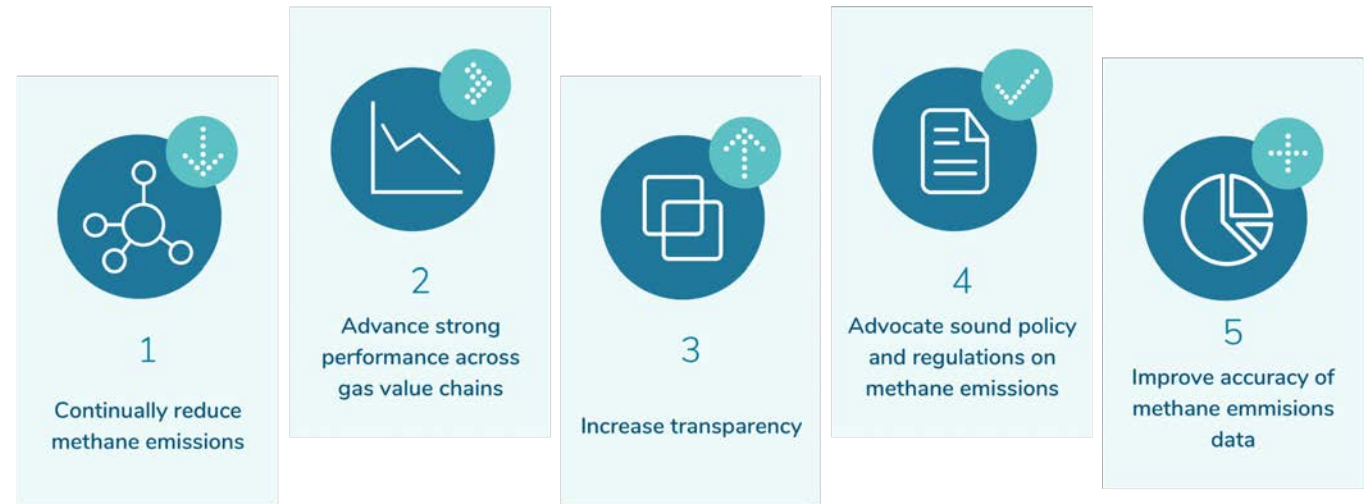 1
Continually reduce
methane emissions
2
Advance strong
performance across
gas value chains
3
Increase transparency
4
Advocate sound policy
and regulations on
methane emissions
5
Improve accuracy of
methane emmisions
data